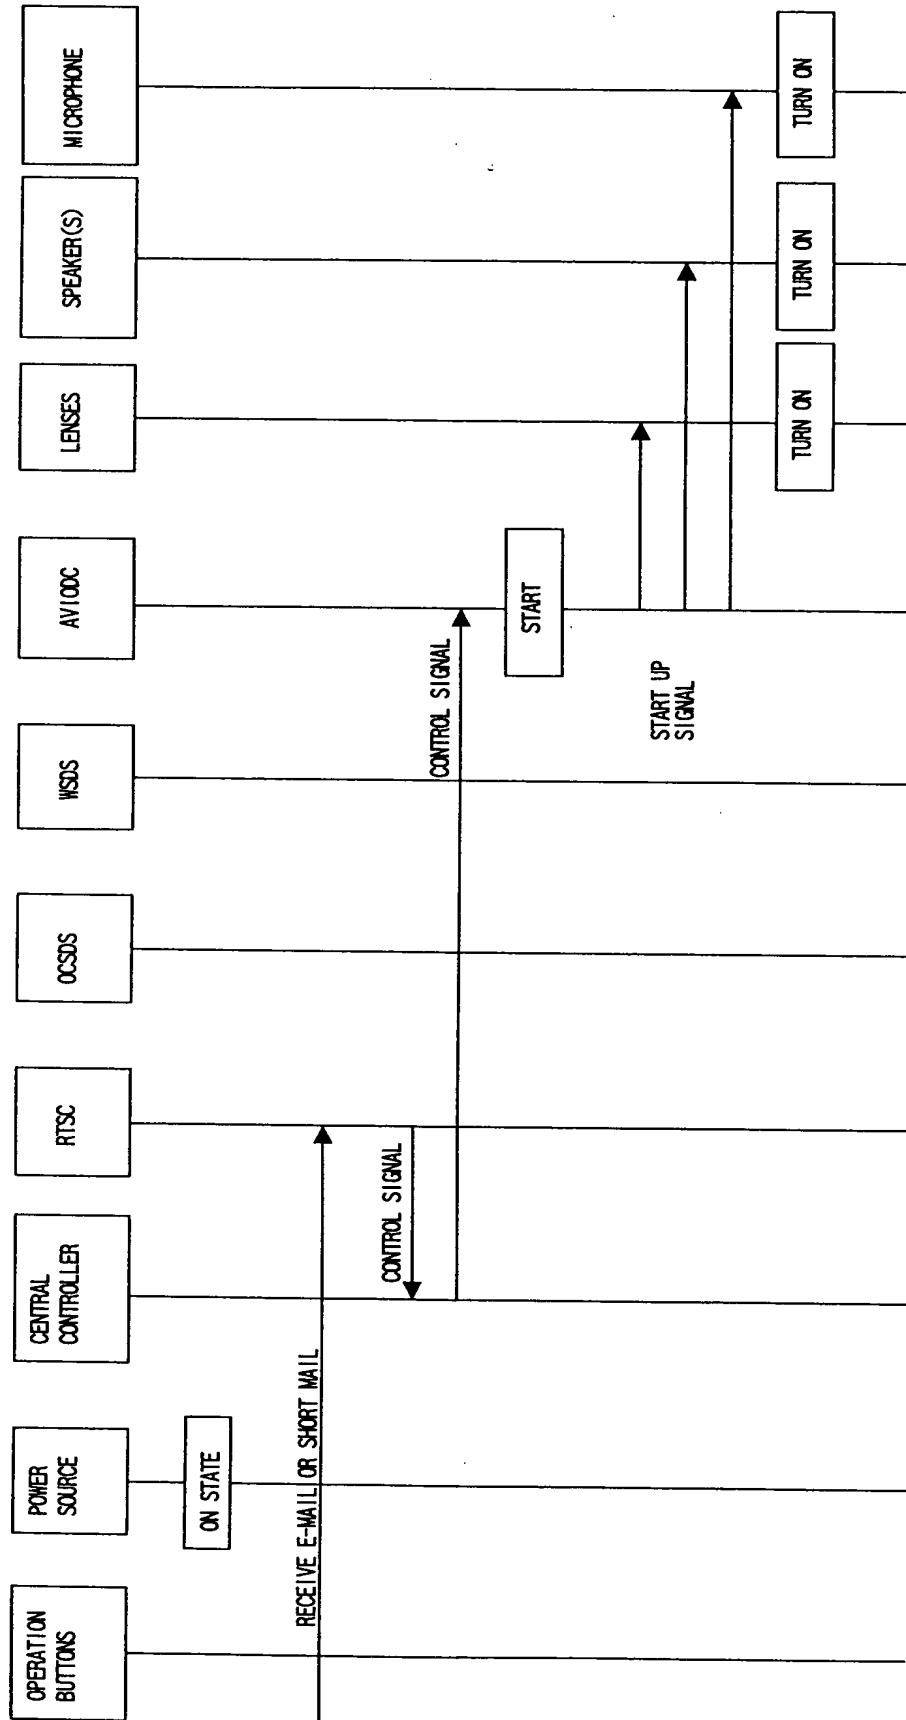 OPERATION
BUTTONS
POWER
SOURCE
CENTRAL
CONTROLLER
RTSC
OCSDS
WSDS
AVIODC
LENSES
SPEAKER(S)
MICROPHONE
ON STATE
RECEIVE E-MAIL OR SHORT MAIL
CONTROL SIGNAL
CONTROL SIGNAL
START
START UP
SIGNAL
TURN ON
TURN ON
TURN ON